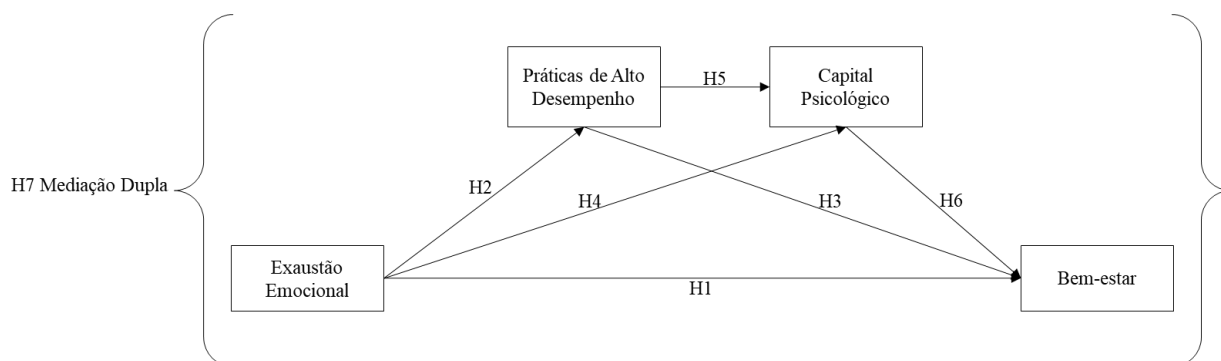 Práticas de Alto
Desempenho
H5
Capital
Psicológico
H7 Mediação Dupla
H2
H4
H3
H6
Exaustão
Emocional
H1
Bem-estar